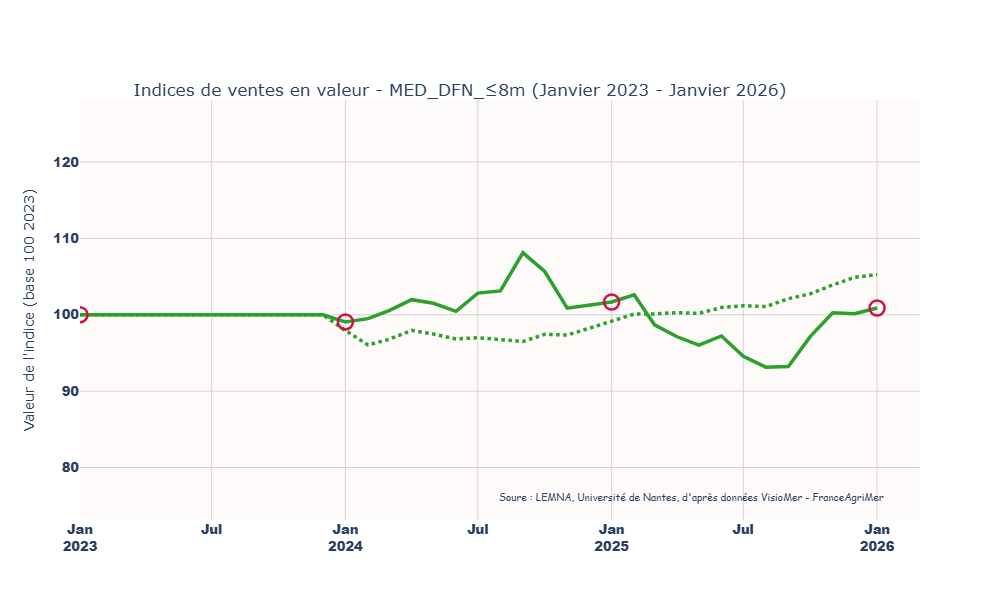 Indices de ventes en valeur - MED_DFN_≤8m (Janvier 2023 - Janvier 2026)
Valeur de l'indice (base 100 2023)
120
110
100
90
80
Soure : LEMNA, Université de Nantes, d'après données VisioMer - FranceAgriMer
Jan Jul Jan Jul Jan Jul Jan
2023 2024 2025 2026